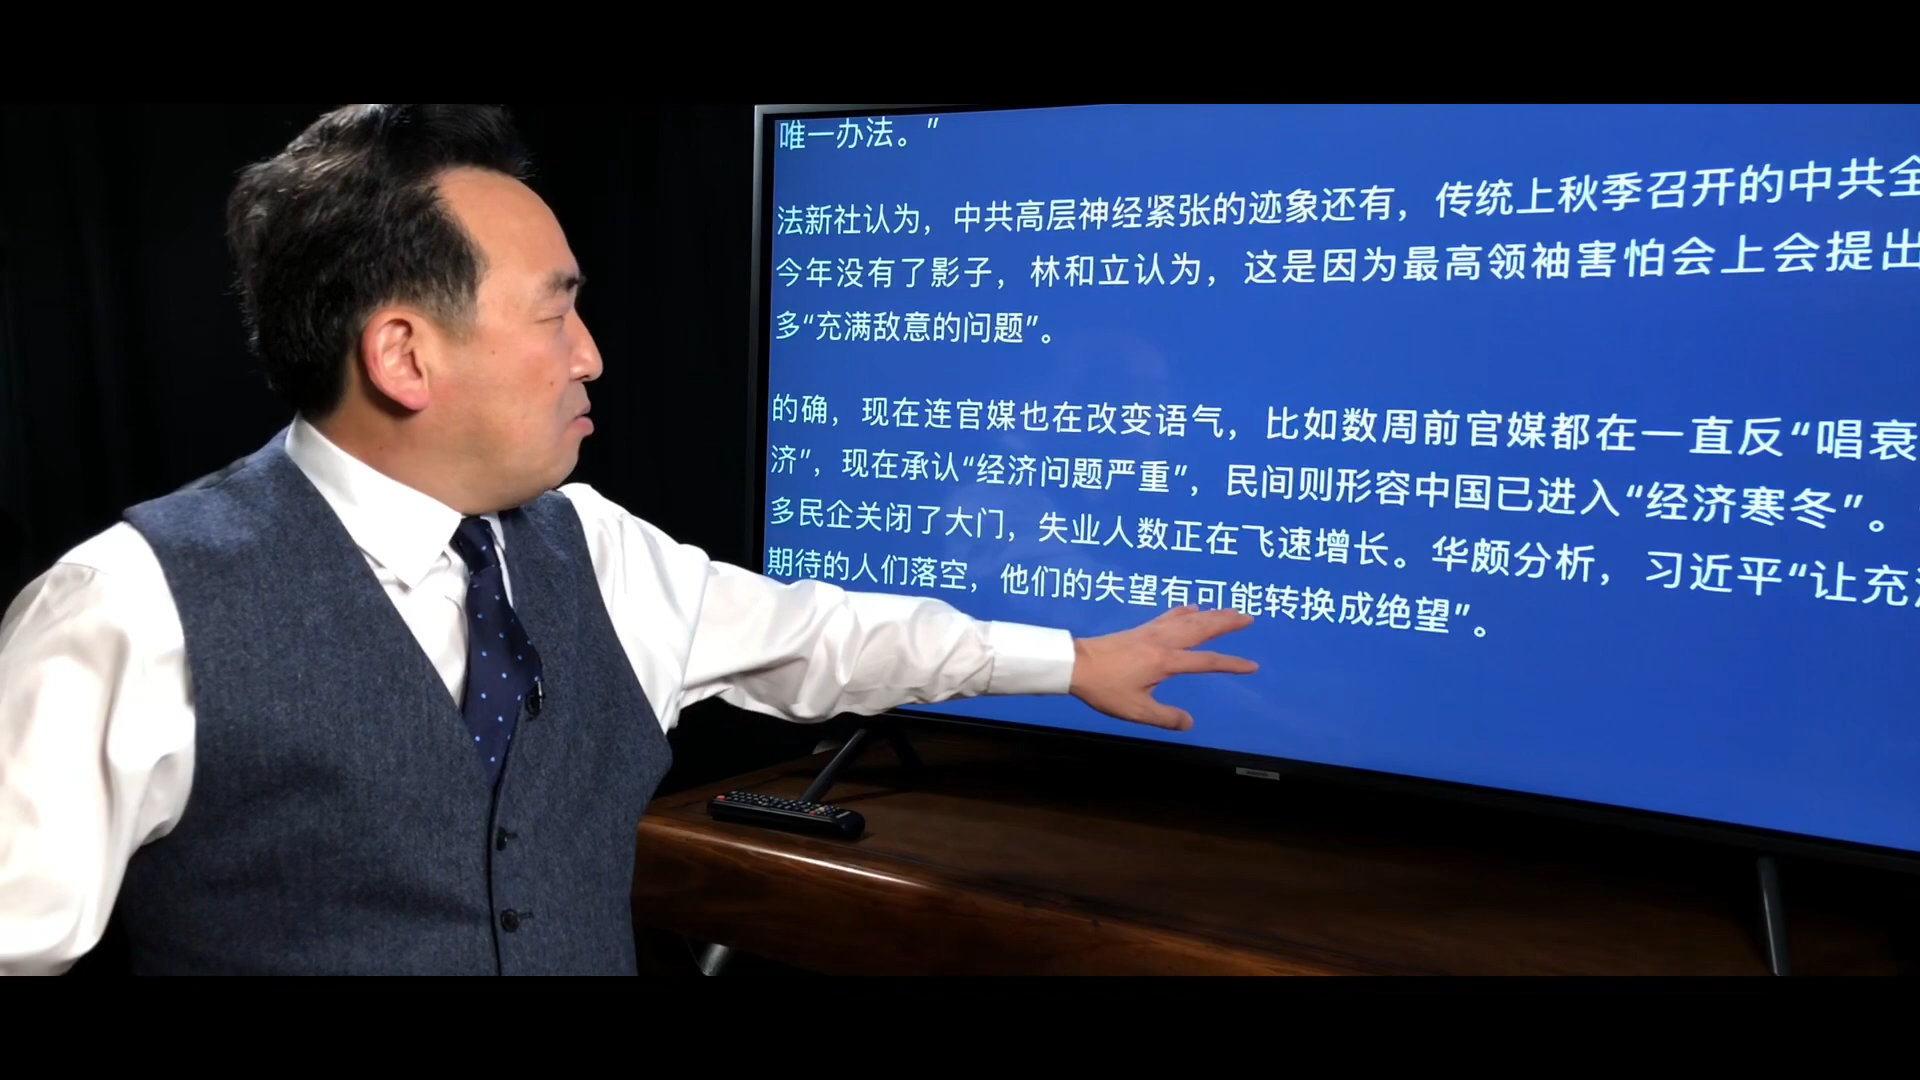 唯一办法。”
法新社认为，中共高层神经紧张的迹象还有，传统上秋季召开的中共全
今年没有了影子，林和立认为，这是因为最高领袖害怕会上会提出
多“充满敌意的问题”。
的确，现在连官媒也在改变语气，比如数周前官媒都在一直反“唱衰
济”，现在承认“经济问题严重”，民间则形容中国已进入“经济寒冬”。
多民企关闭了大门，失业人数正在飞速增长。华颇分析，习近平“让充
期待的人们落空，他们的失望有可能转换成绝望”。